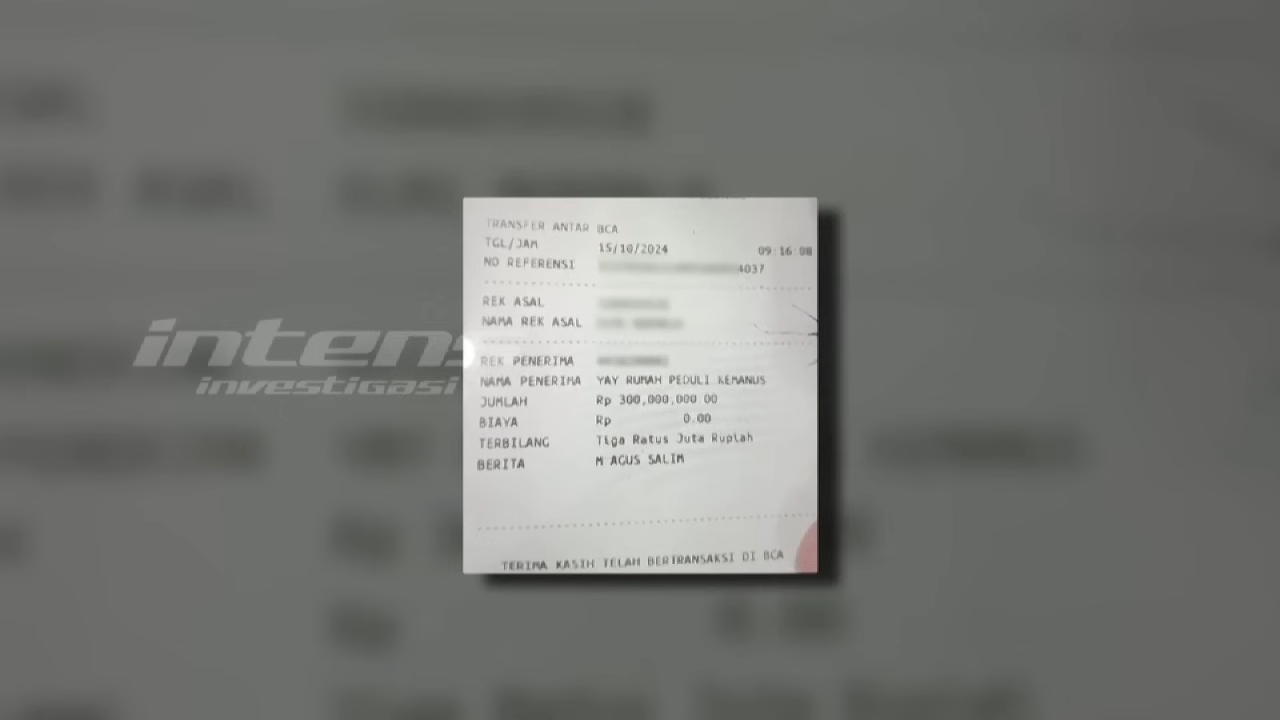 TRANSFER ANTAR BCA
TGL/JAM 15/10/2024 09:16:08
NO REFERENSI 4037
REK ASAL
NAMA REK ASAL
REK PENERIMA
NAMA PENERIMA YAY RUMAH PEDULI KEMANUS
JUMLAH Rp 300,000,000.00
BIAYA Rp 0.00
TERBILANG Tiga Ratus Juta Rupiah
BERITA M AGUS SALIM
TERIMA KASIH TELAH BERTRANSAKSI DI BCA
intens
investigasi